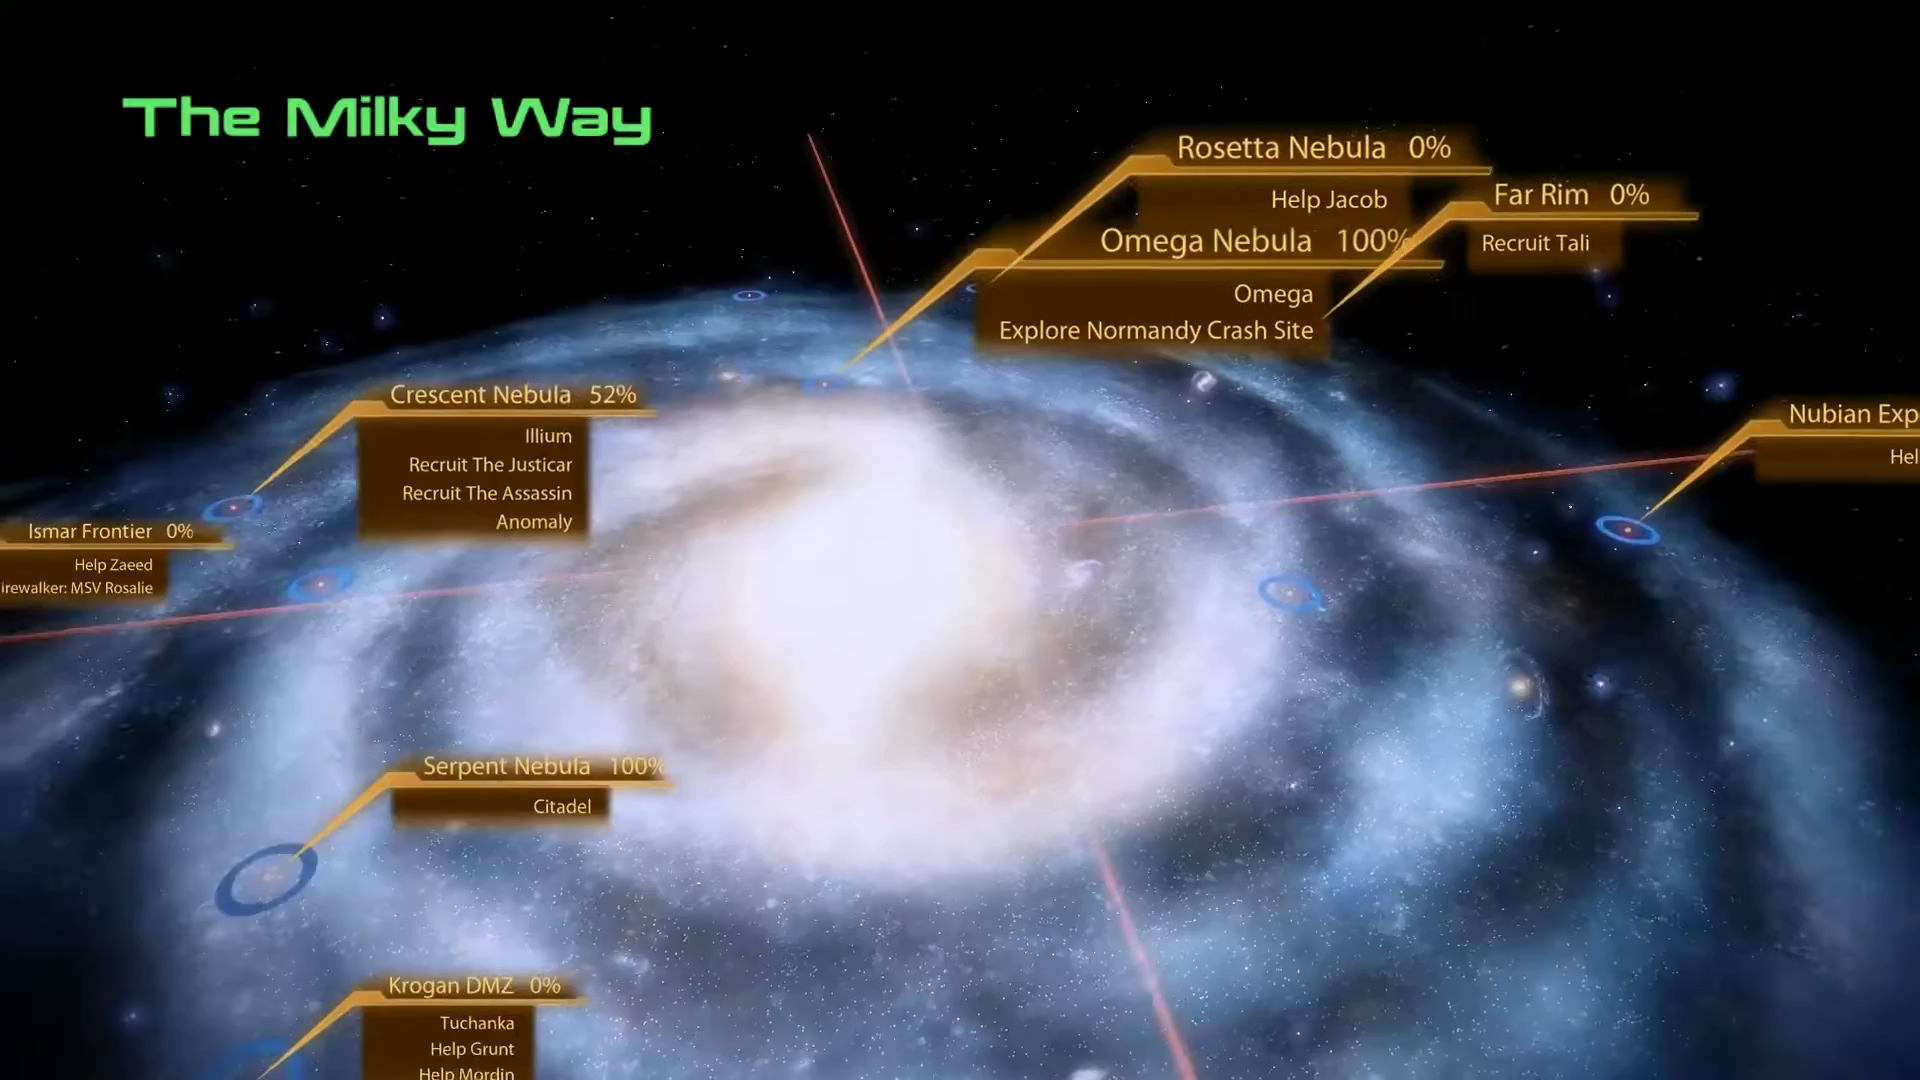 The Milky Way
Rosetta Nebula 0%
Help Jacob
Far Rim 0%
Recruit Tali
Omega Nebula 100%
Omega
Explore Normandy Crash Site
Crescent Nebula 52%
Illium
Recruit The Justicar
Recruit The Assassin
Anomaly
Nubian Exp
Hel
Ismar Frontier 0%
Help Zaeed
irewalker: MSV Rosalie
Serpent Nebula 100%
Citadel
Krogan DMZ 0%
Tuchanka
Help Grunt
Help Mordin